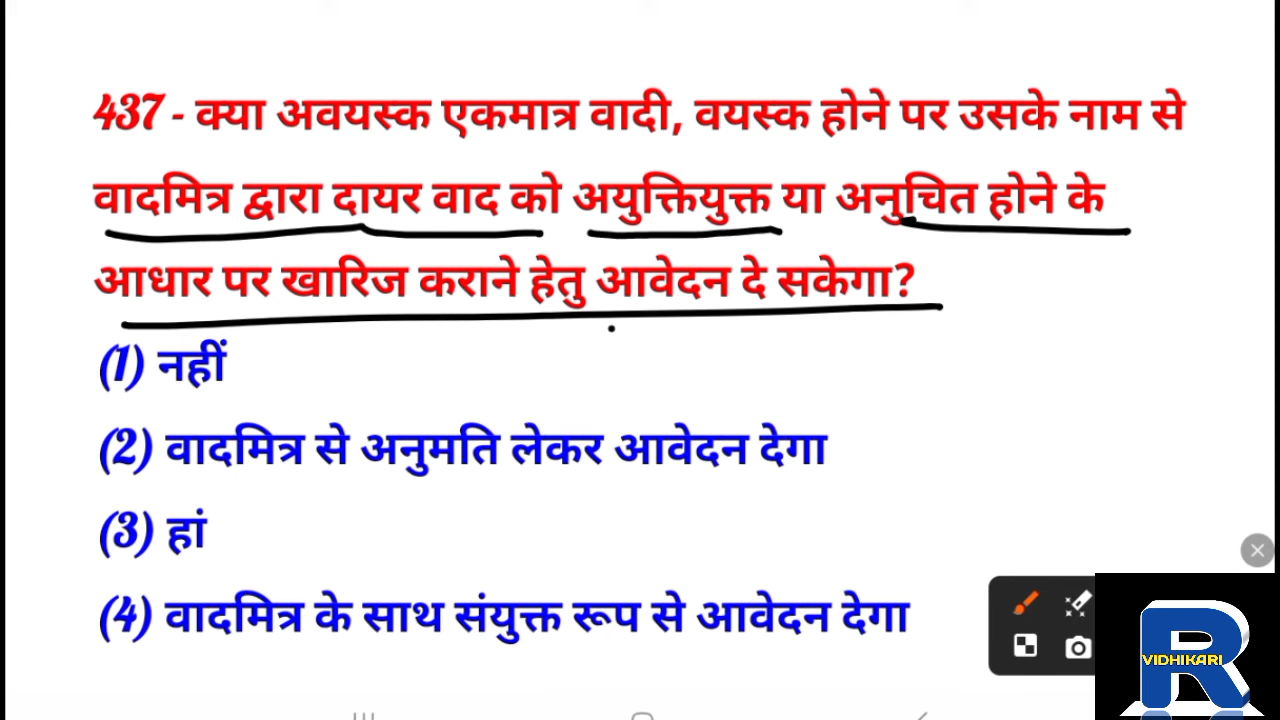 437 - क्या अवयस्क एकमात्र वादी, वयस्क होने पर उसके नाम से
वादमित्र द्वारा दायर वाद को अयुक्तियुक्त या अनुचित होने के
आधार पर खारिज कराने हेतु आवेदन दे सकेगा?
(1) नहीं
(2) वादमित्र से अनुमति लेकर आवेदन देगा
(3) हां
(4) वादमित्र के साथ संयुक्त रूप से आवेदन देगा
R
VIDHIKARI